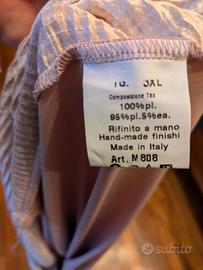 TG. 3XL
Composizione Tex
100%pl.
95%pl.5%ea.
Rifinito a mano
Hand-made finishi
Made in Italy
Art. M 808
subito